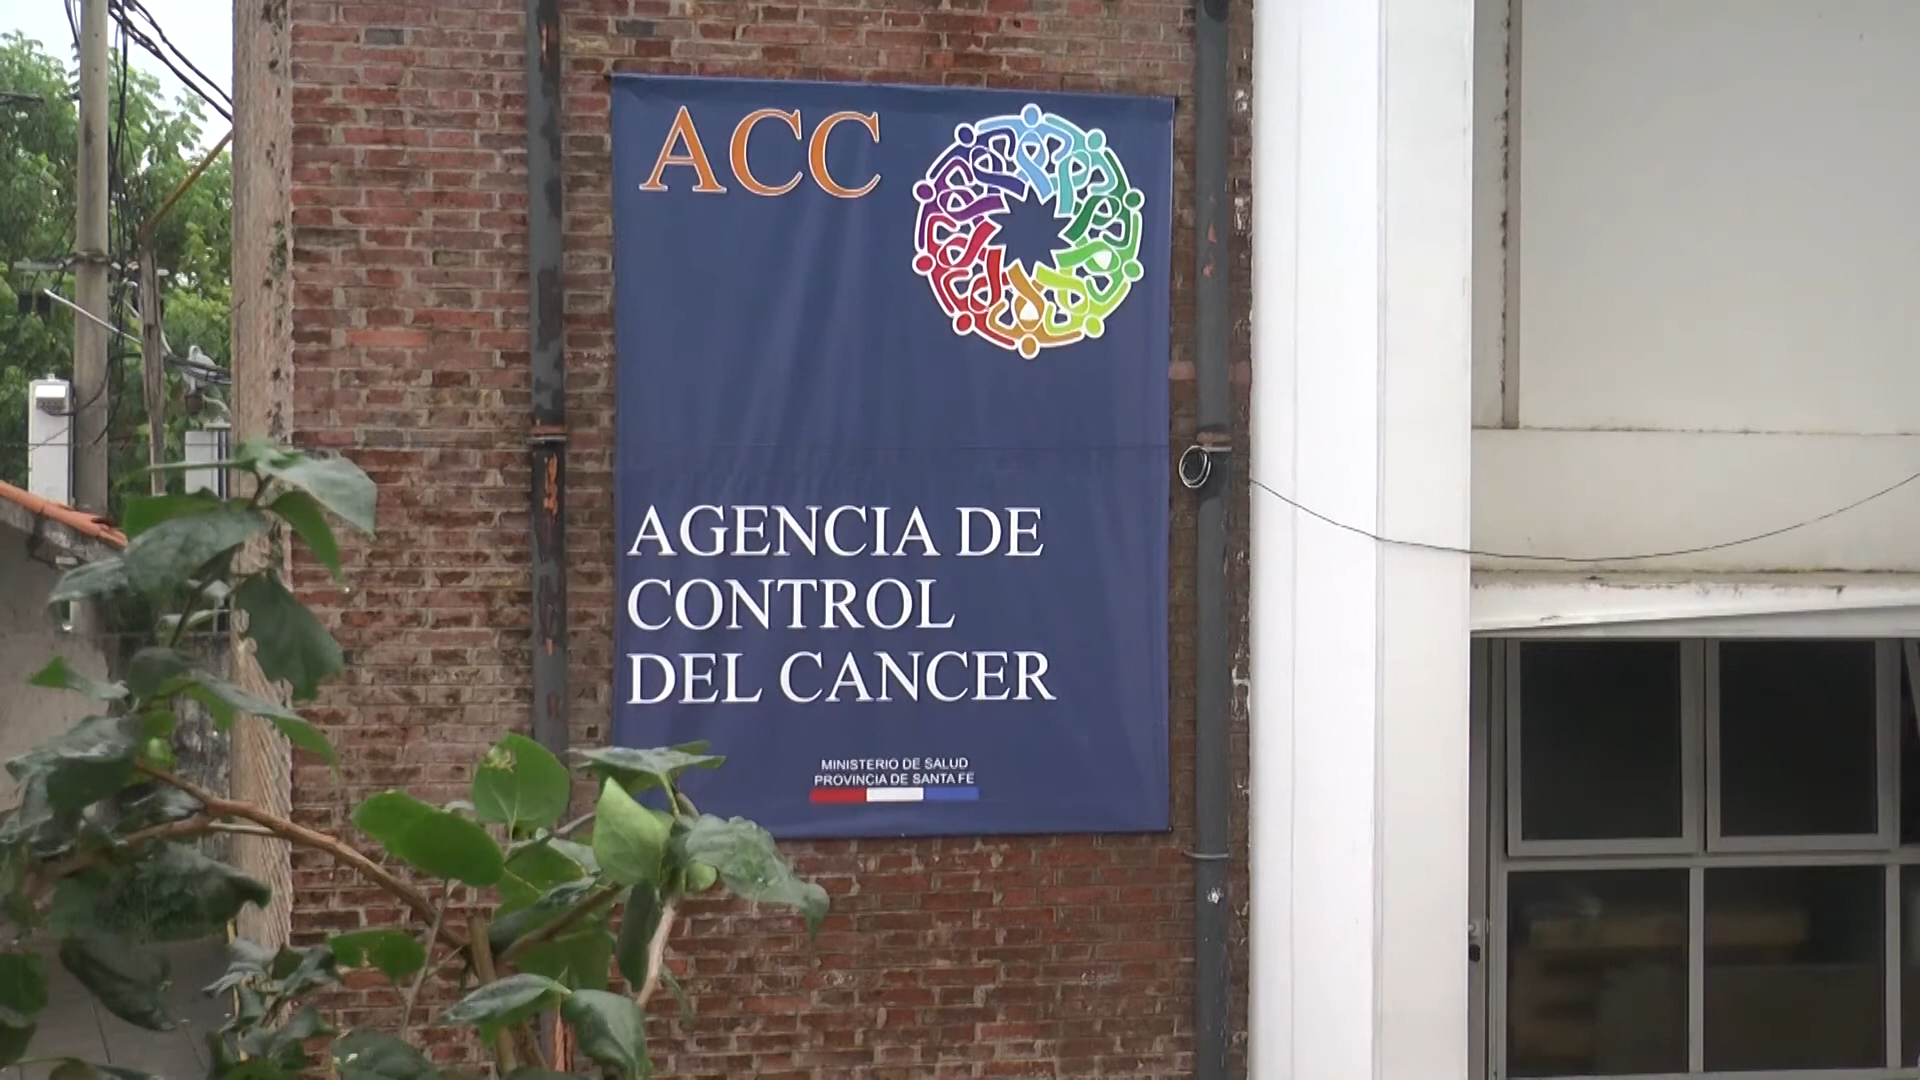 ACC
AGENCIA DE
CONTROL
DEL CANCER
MINISTERIO DE SALUD
PROVINCIA DE SANTA FE